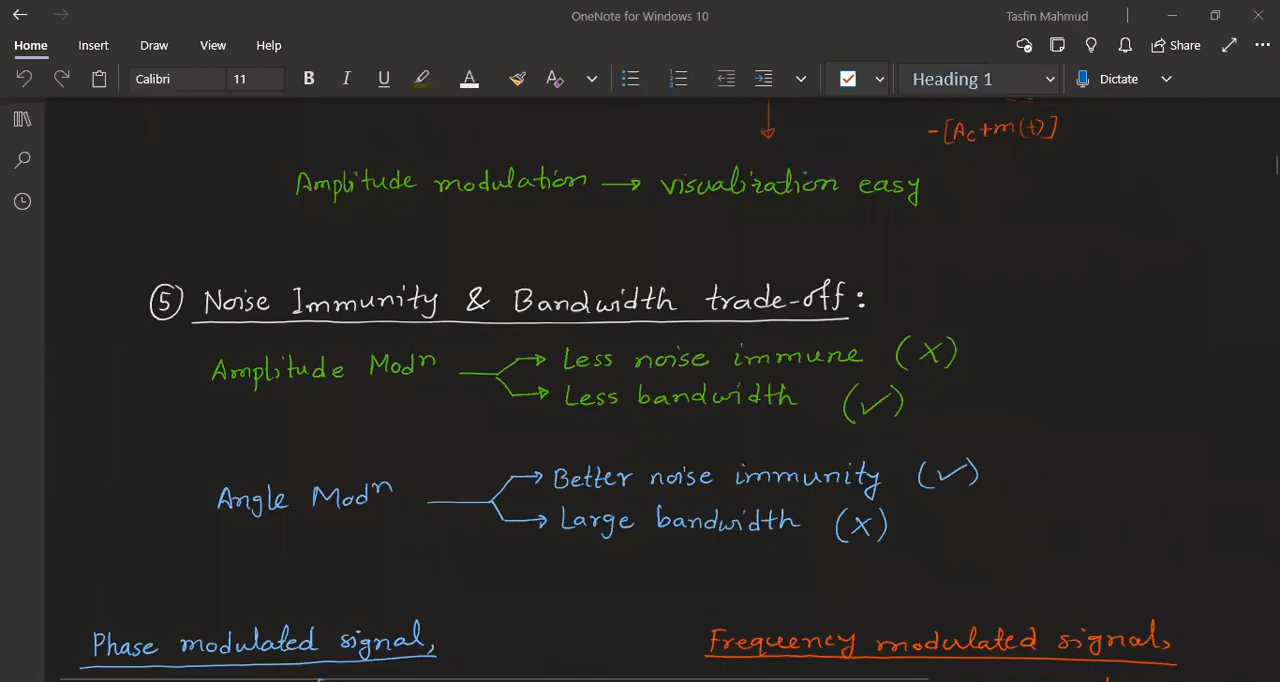 OneNote for Windows 10
Tasfin Mahmud
Home Insert Draw View Help
Share
Calibri 11 B I U A A Heading 1 Dictate
-[Ac+m(t)]
Amplitude modulation → visualization easy
⑤ Noise Immunity & Bandwidth trade-off:
Amplitude Modⁿ → Less noise immune (X)
→ Less bandwidth (✓)
Angle Modⁿ → Better noise immunity (✓)
→ Large bandwidth (X)
Phase modulated signal,
Frequency modulated signal,